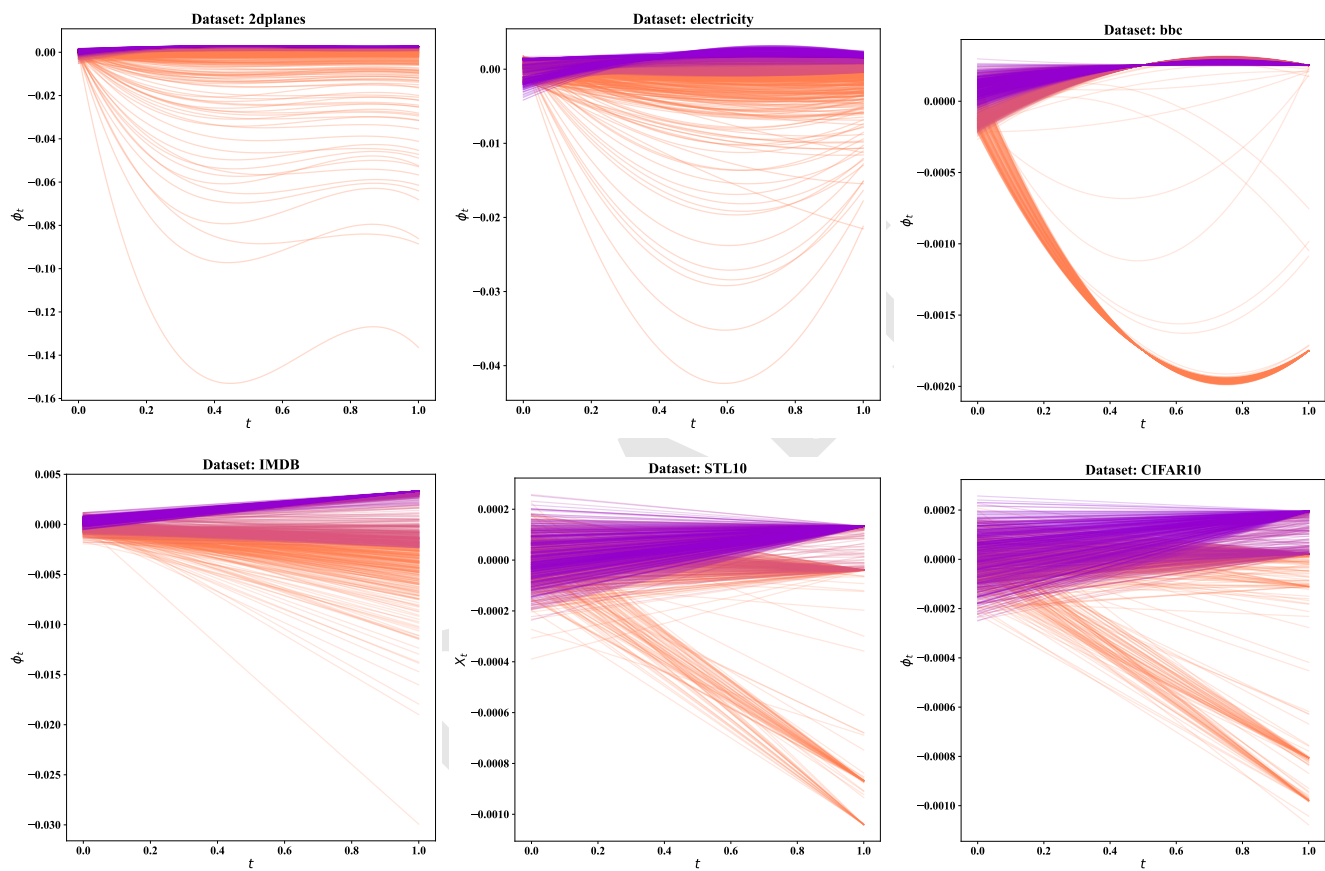 Dataset: 2dplanes
0.00
−0.02
−0.04
−0.06
−0.08
−0.10
−0.12
−0.14
−0.16
ϕt
0.0 0.2 0.4 0.6 0.8 1.0
t
Dataset: electricity
0.00
−0.01
−0.02
−0.03
−0.04
ϕt
0.0 0.2 0.4 0.6 0.8 1.0
t
Dataset: bbc
0.0000
−0.0005
−0.0010
−0.0015
−0.0020
ϕt
0.0 0.2 0.4 0.6 0.8 1.0
t
Dataset: IMDB
0.005
0.000
−0.005
−0.010
−0.015
−0.020
−0.025
−0.030
ϕt
0.0 0.2 0.4 0.6 0.8 1.0
t
Dataset: STL10
0.0002
0.0000
−0.0002
−0.0004
−0.0006
−0.0008
−0.0010
Xt
0.0 0.2 0.4 0.6 0.8 1.0
t
Dataset: CIFAR10
0.0002
0.0000
−0.0002
−0.0004
−0.0006
−0.0008
−0.0010
ϕt
0.0 0.2 0.4 0.6 0.8 1.0
t